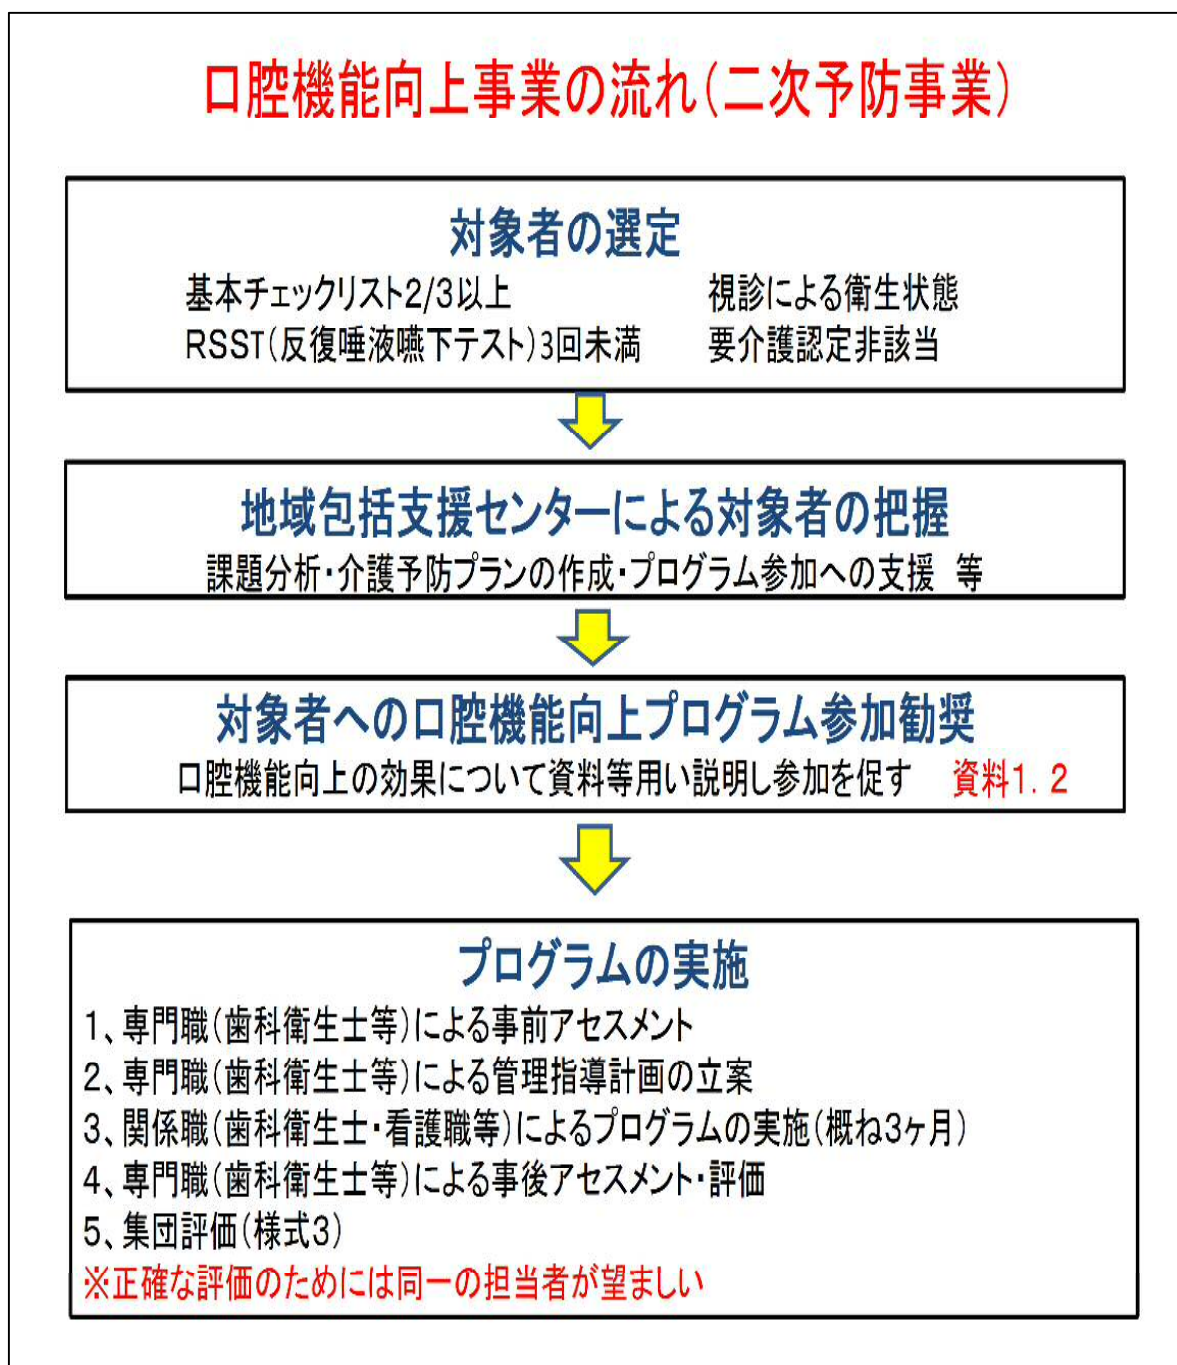 口腔機能向上事業の流れ(二次予防事業)
対象者の選定
基本チェックリスト2/3以上 視診による衛生状態
RSST(反復唾液嚥下テスト)3回未満 要介護認定非該当
地域包括支援センターによる対象者の把握
課題分析・介護予防プランの作成・プログラム参加への支援 等
対象者への口腔機能向上プログラム参加勧奨
口腔機能向上の効果について資料等用い説明し参加を促す 資料1.2
プログラムの実施
1、専門職(歯科衛生士等)による事前アセスメント
2、専門職(歯科衛生士等)による管理指導計画の立案
3、関係職(歯科衛生士・看護職等)によるプログラムの実施(概ね3ヶ月)
4、専門職(歯科衛生士等)による事後アセスメント・評価
5、集団評価(様式3)
※正確な評価のためには同一の担当者が望ましい